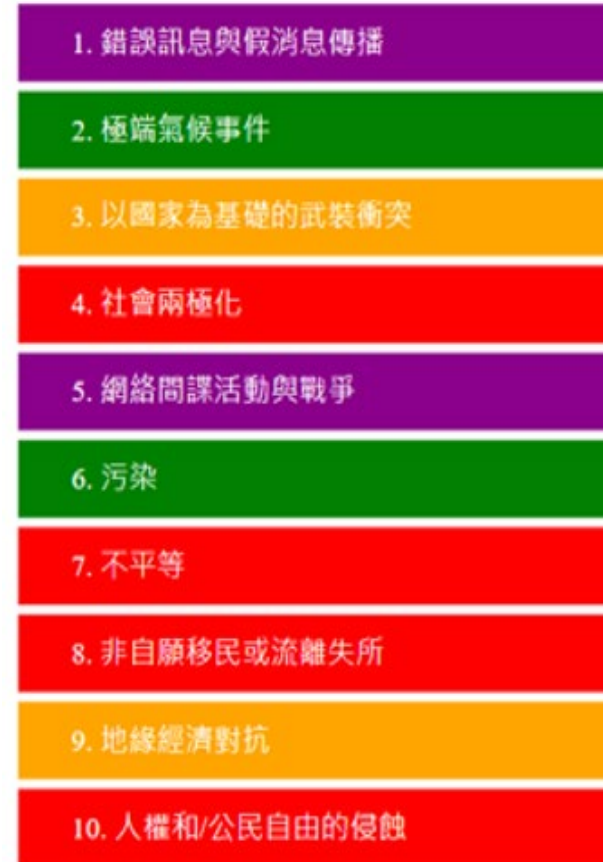 1. 錯誤訊息與假消息傳播
2. 極端氣候事件
3. 以國家為基礎的武裝衝突
4. 社會兩極化
5. 網絡間諜活動與戰爭
6. 污染
7. 不平等
8. 非自願移民或流離失所
9. 地緣經濟對抗
10. 人權和/公民自由的侵蝕